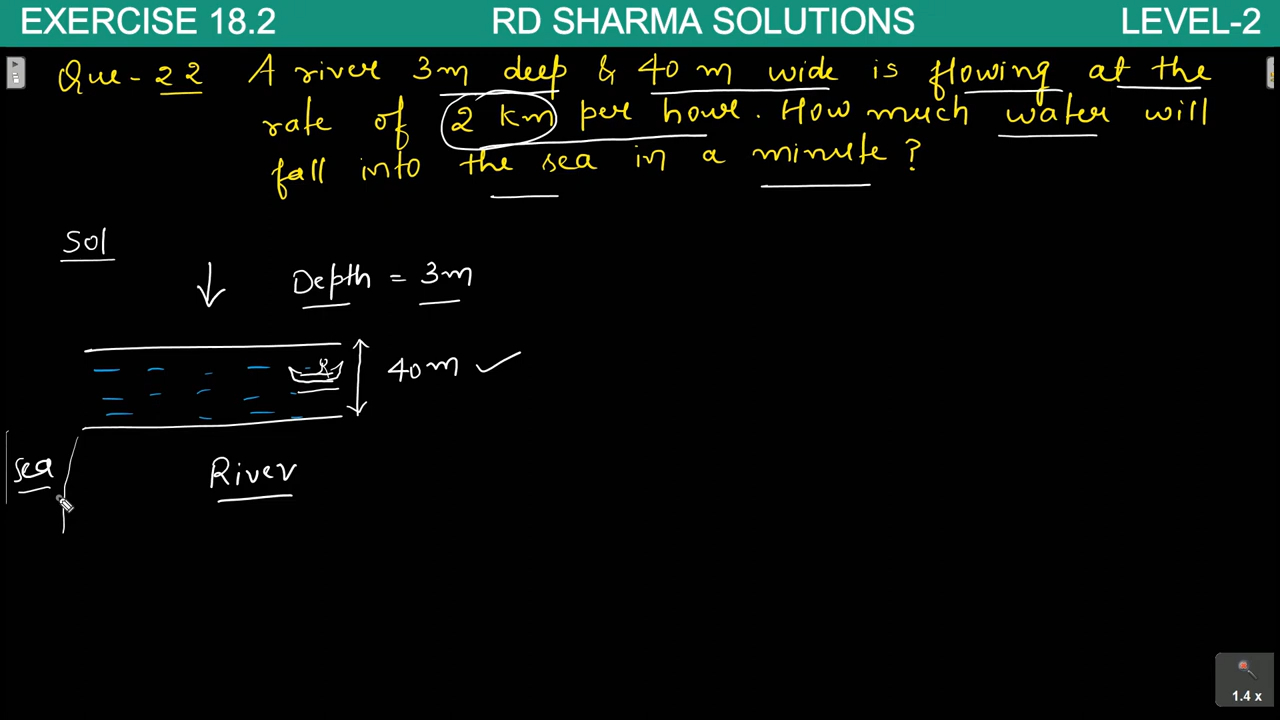 EXERCISE 18.2 RD SHARMA SOLUTIONS LEVEL-2
Que - 22 A river 3m deep & 40 m wide is flowing at the
rate of 2 km per hour. How much water will
fall into the sea in a minute ?
Sol
Depth = 3m
40m ✓
Sea
River
1.4 x